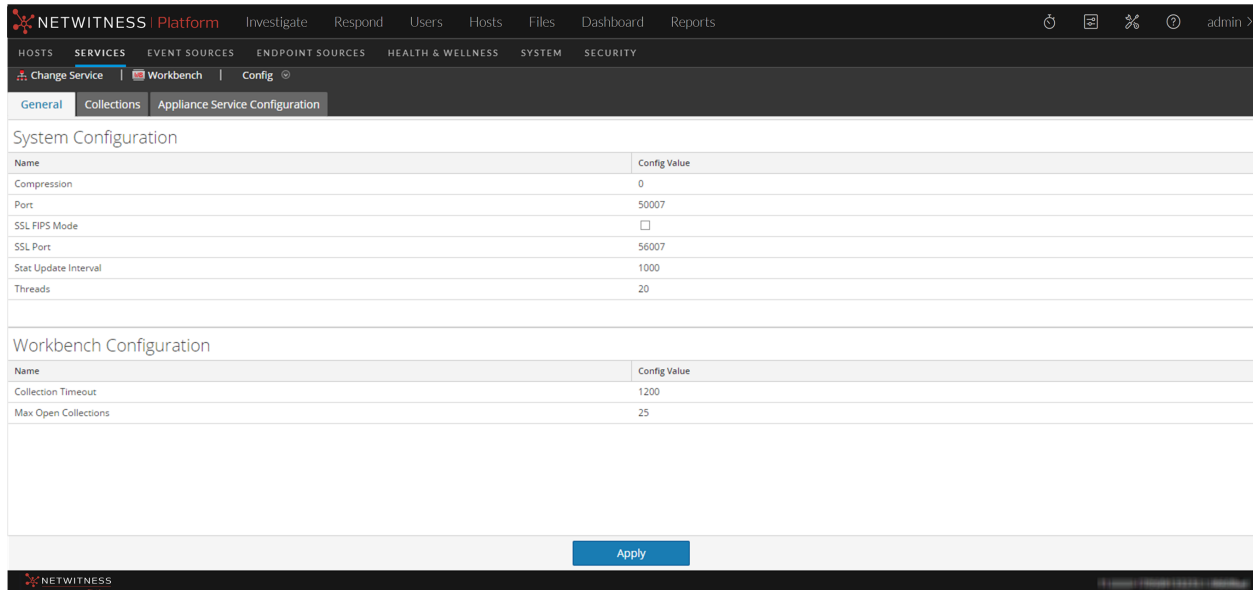 NETWITNESS Platform Investigate Respond Users Hosts Files Dashboard Reports admin
HOSTS SERVICES EVENT SOURCES ENDPOINT SOURCES HEALTH & WELLNESS SYSTEM SECURITY
Change Service | Workbench | Config
General Collections Appliance Service Configuration
System Configuration
Name Config Value
Compression 0
Port 50007
SSL FIPS Mode
SSL Port 56007
Stat Update Interval 1000
Threads 20
Workbench Configuration
Name Config Value
Collection Timeout 1200
Max Open Collections 25
Apply
NETWITNESS